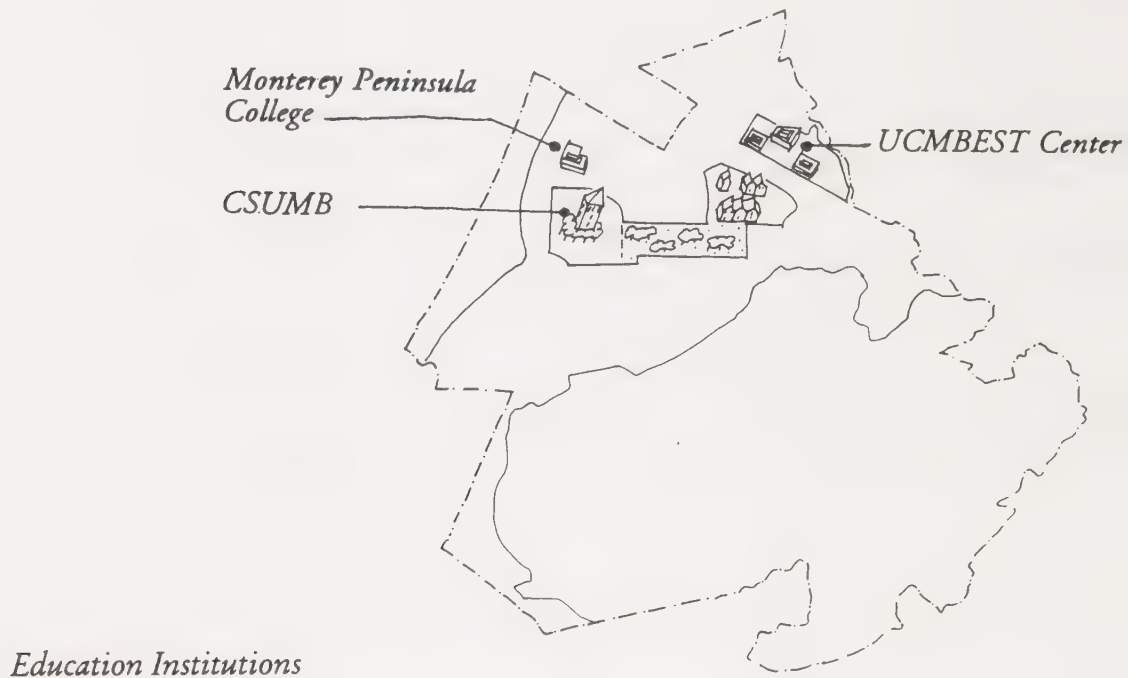 Monterey Peninsula
College
UCMBEST Center
CSUMB
Education Institutions